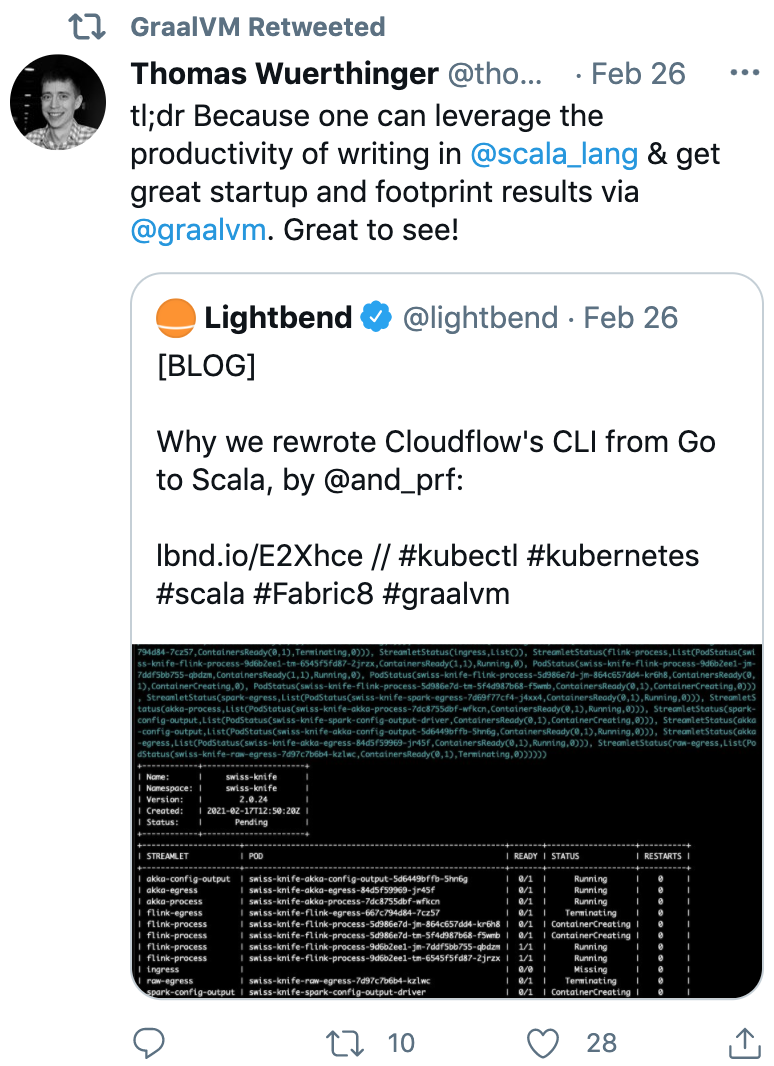 GraalVM Retweeted
Thomas Wuerthinger @tho... · Feb 26
tl;dr Because one can leverage the
productivity of writing in @scala_lang & get
great startup and footprint results via
@graalvm. Great to see!
Lightbend @lightbend · Feb 26
[BLOG]
Why we rewrote Cloudflow's CLI from Go
to Scala, by @and_prf:
lbnd.io/E2Xhce // #kubectl #kubernetes
#scala #Fabric8 #graalvm
794d84-7cz57,ContainersReady(0,1),Terminating,0))), StreamletStatus(ingress,List()), StreamletStatus(flink-process,List(PodStatus(swi
ss-knife-flink-process-9d6b2ee1-tm-6545f5fd87-2jrzx,ContainersReady(1,1),Running,0), PodStatus(swiss-knife-flink-process-9d6b2ee1-jm-
7ddf5bb755-qbdzm,ContainersReady(1,1),Running,0), PodStatus(swiss-knife-flink-process-5d986e7d-jm-864c657dd4-kr6h8,ContainersReady(0,
1),ContainerCreating,0), PodStatus(swiss-knife-flink-process-5d986e7d-tm-5f4d987b68-f5wmb,ContainersReady(0,1),ContainerCreating,0)))
, StreamletStatus(spark-egress,List(PodStatus(swiss-knife-spark-egress-7d69f77cf4-j4xx4,ContainersReady(0,1),Running,0))), StreamletS
tatus(akka-process,List(PodStatus(swiss-knife-akka-process-7dc8755dbf-wfkcn,ContainersReady(0,1),Running,0))), StreamletStatus(spark-
config-output,List(PodStatus(swiss-knife-spark-config-output-driver,ContainersReady(0,1),ContainerCreating,0))), StreamletStatus(akka
-config-output,List(PodStatus(swiss-knife-akka-config-output-5d6449bffb-5hn6g,ContainersReady(0,1),Running,0))), StreamletStatus(akka
-egress,List(PodStatus(swiss-knife-akka-egress-84d5f59969-jr45f,ContainersReady(0,1),Running,0))), StreamletStatus(raw-egress,List(Po
dStatus(swiss-knife-raw-egress-7d97c7b6b4-kzlwc,ContainersReady(0,1),Terminating,0))))))
| Name: | swiss-knife |
| Namespace: | swiss-knife |
| Version: | 2.0.24 |
| Created: | 2021-02-17T12:50:20Z |
| Status: | Pending |
| STREAMLET | POD | READY | STATUS | RESTARTS |
| akka-config-output | swiss-knife-akka-config-output-5d6449bffb-5hn6g | 0/1 | Running | 0 |
| akka-egress | swiss-knife-akka-egress-84d5f59969-jr45f | 0/1 | Running | 0 |
| akka-process | swiss-knife-akka-process-7dc8755dbf-wfkcn | 0/1 | Running | 0 |
| flink-egress | swiss-knife-flink-egress-667c794d84-7cz57 | 0/1 | Terminating | 0 |
| flink-process | swiss-knife-flink-process-5d986e7d-jm-864c657dd4-kr6h8 | 0/1 | ContainerCreating | 0 |
| flink-process | swiss-knife-flink-process-5d986e7d-tm-5f4d987b68-f5wmb | 0/1 | ContainerCreating | 0 |
| flink-process | swiss-knife-flink-process-9d6b2ee1-jm-7ddf5bb755-qbdzm | 1/1 | Running | 0 |
| flink-process | swiss-knife-flink-process-9d6b2ee1-tm-6545f5fd87-2jrzx | 1/1 | Running | 0 |
| ingress | | 0/0 | Missing | 0 |
| raw-egress | swiss-knife-raw-egress-7d97c7b6b4-kzlwc | 0/1 | Terminating | 0 |
| spark-config-output | swiss-knife-spark-config-output-driver | 0/1 | ContainerCreating | 0 |
10 28